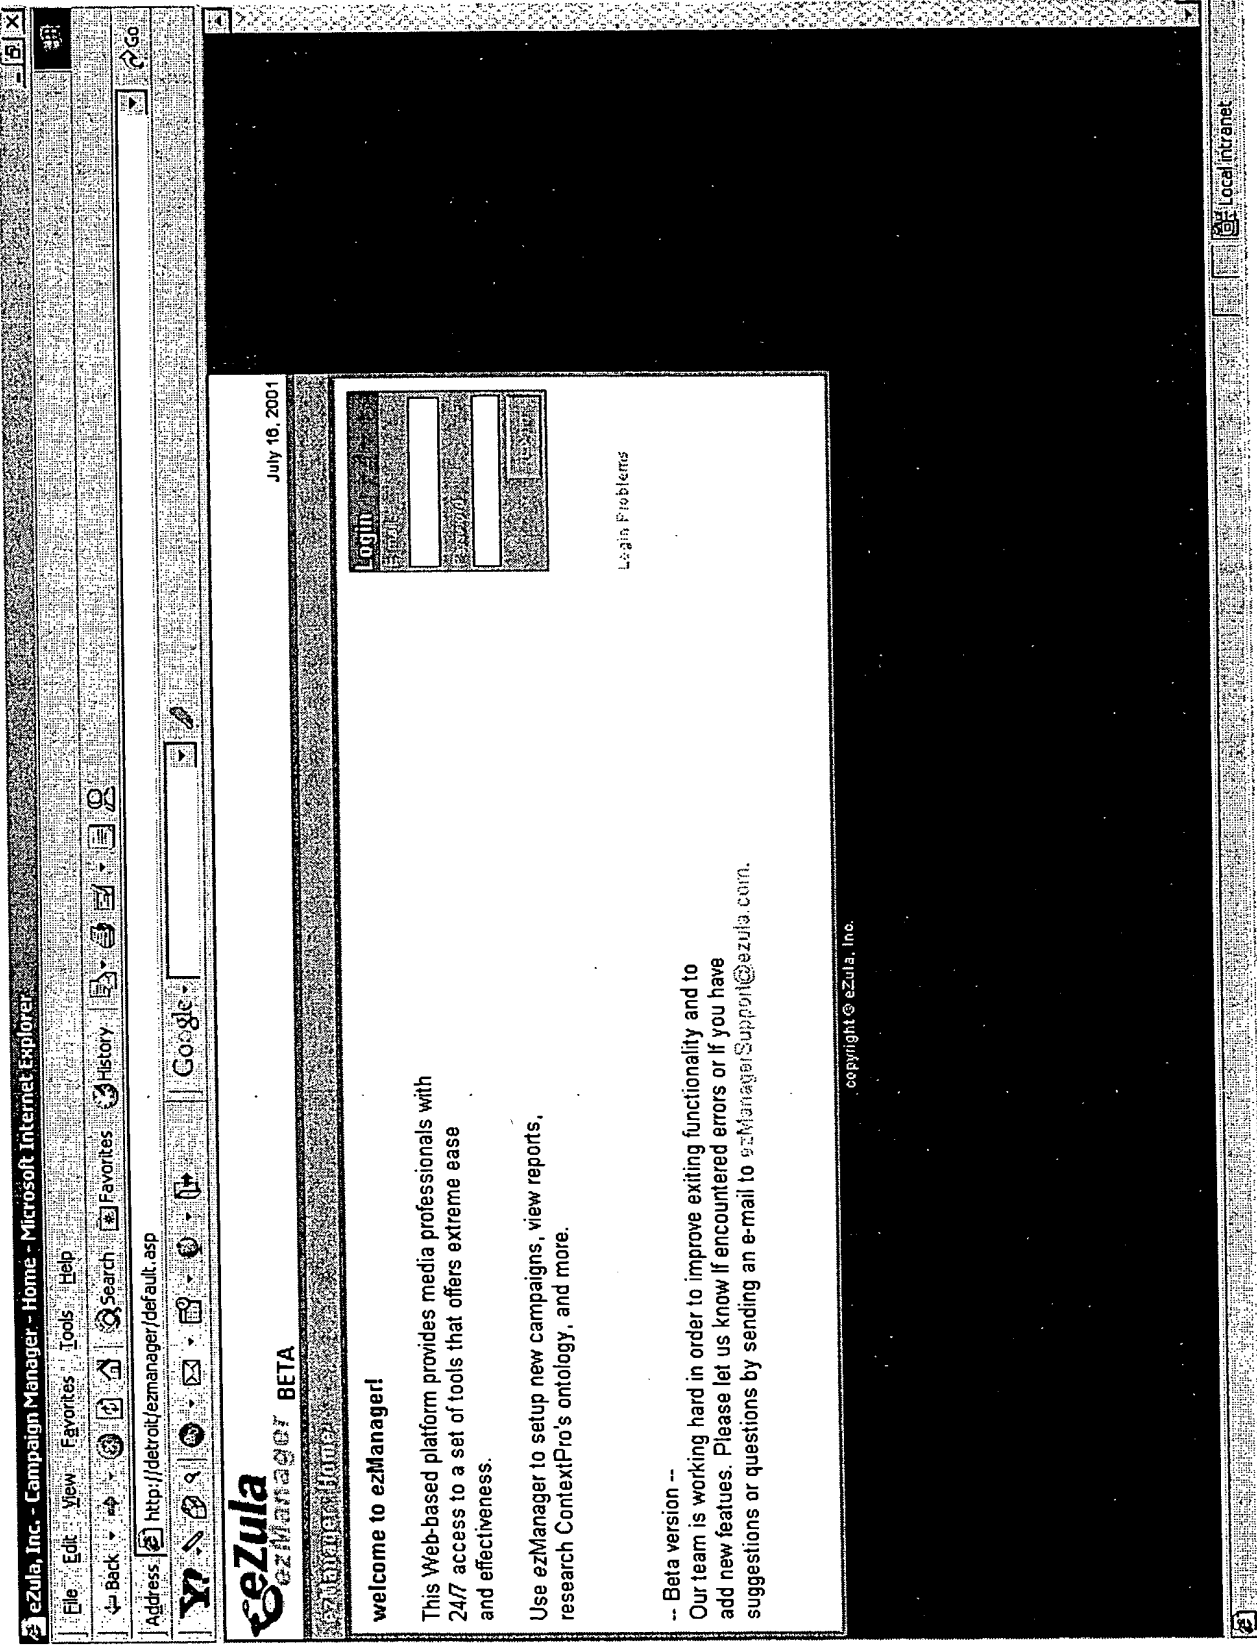 eZula, Inc. - Campaign Manager - Home - Microsoft Internet Explorer
File Edit View Favorites Tools Help
Back Search Favorites History
Address http://detroit/ezmanager/default.asp Go
Y! Google
eZula
ezManager BETA
July 16, 2001
ezManager Home
welcome to ezManager!
Login
This Web-based platform provides media professionals with
24/7 access to a set of tools that offers extreme ease
and effectiveness.
Use ezManager to setup new campaigns, view reports,
research ContextPro's ontology, and more.
Login Problems
-- Beta version --
Our team is working hard in order to improve exiting functionality and to
add new featues. Please let us know If encountered errors or If you have
suggestions or questions by sending an e-mail to ezManagerSupport@ezula.com.
copyright © eZula, Inc.
Local intranet